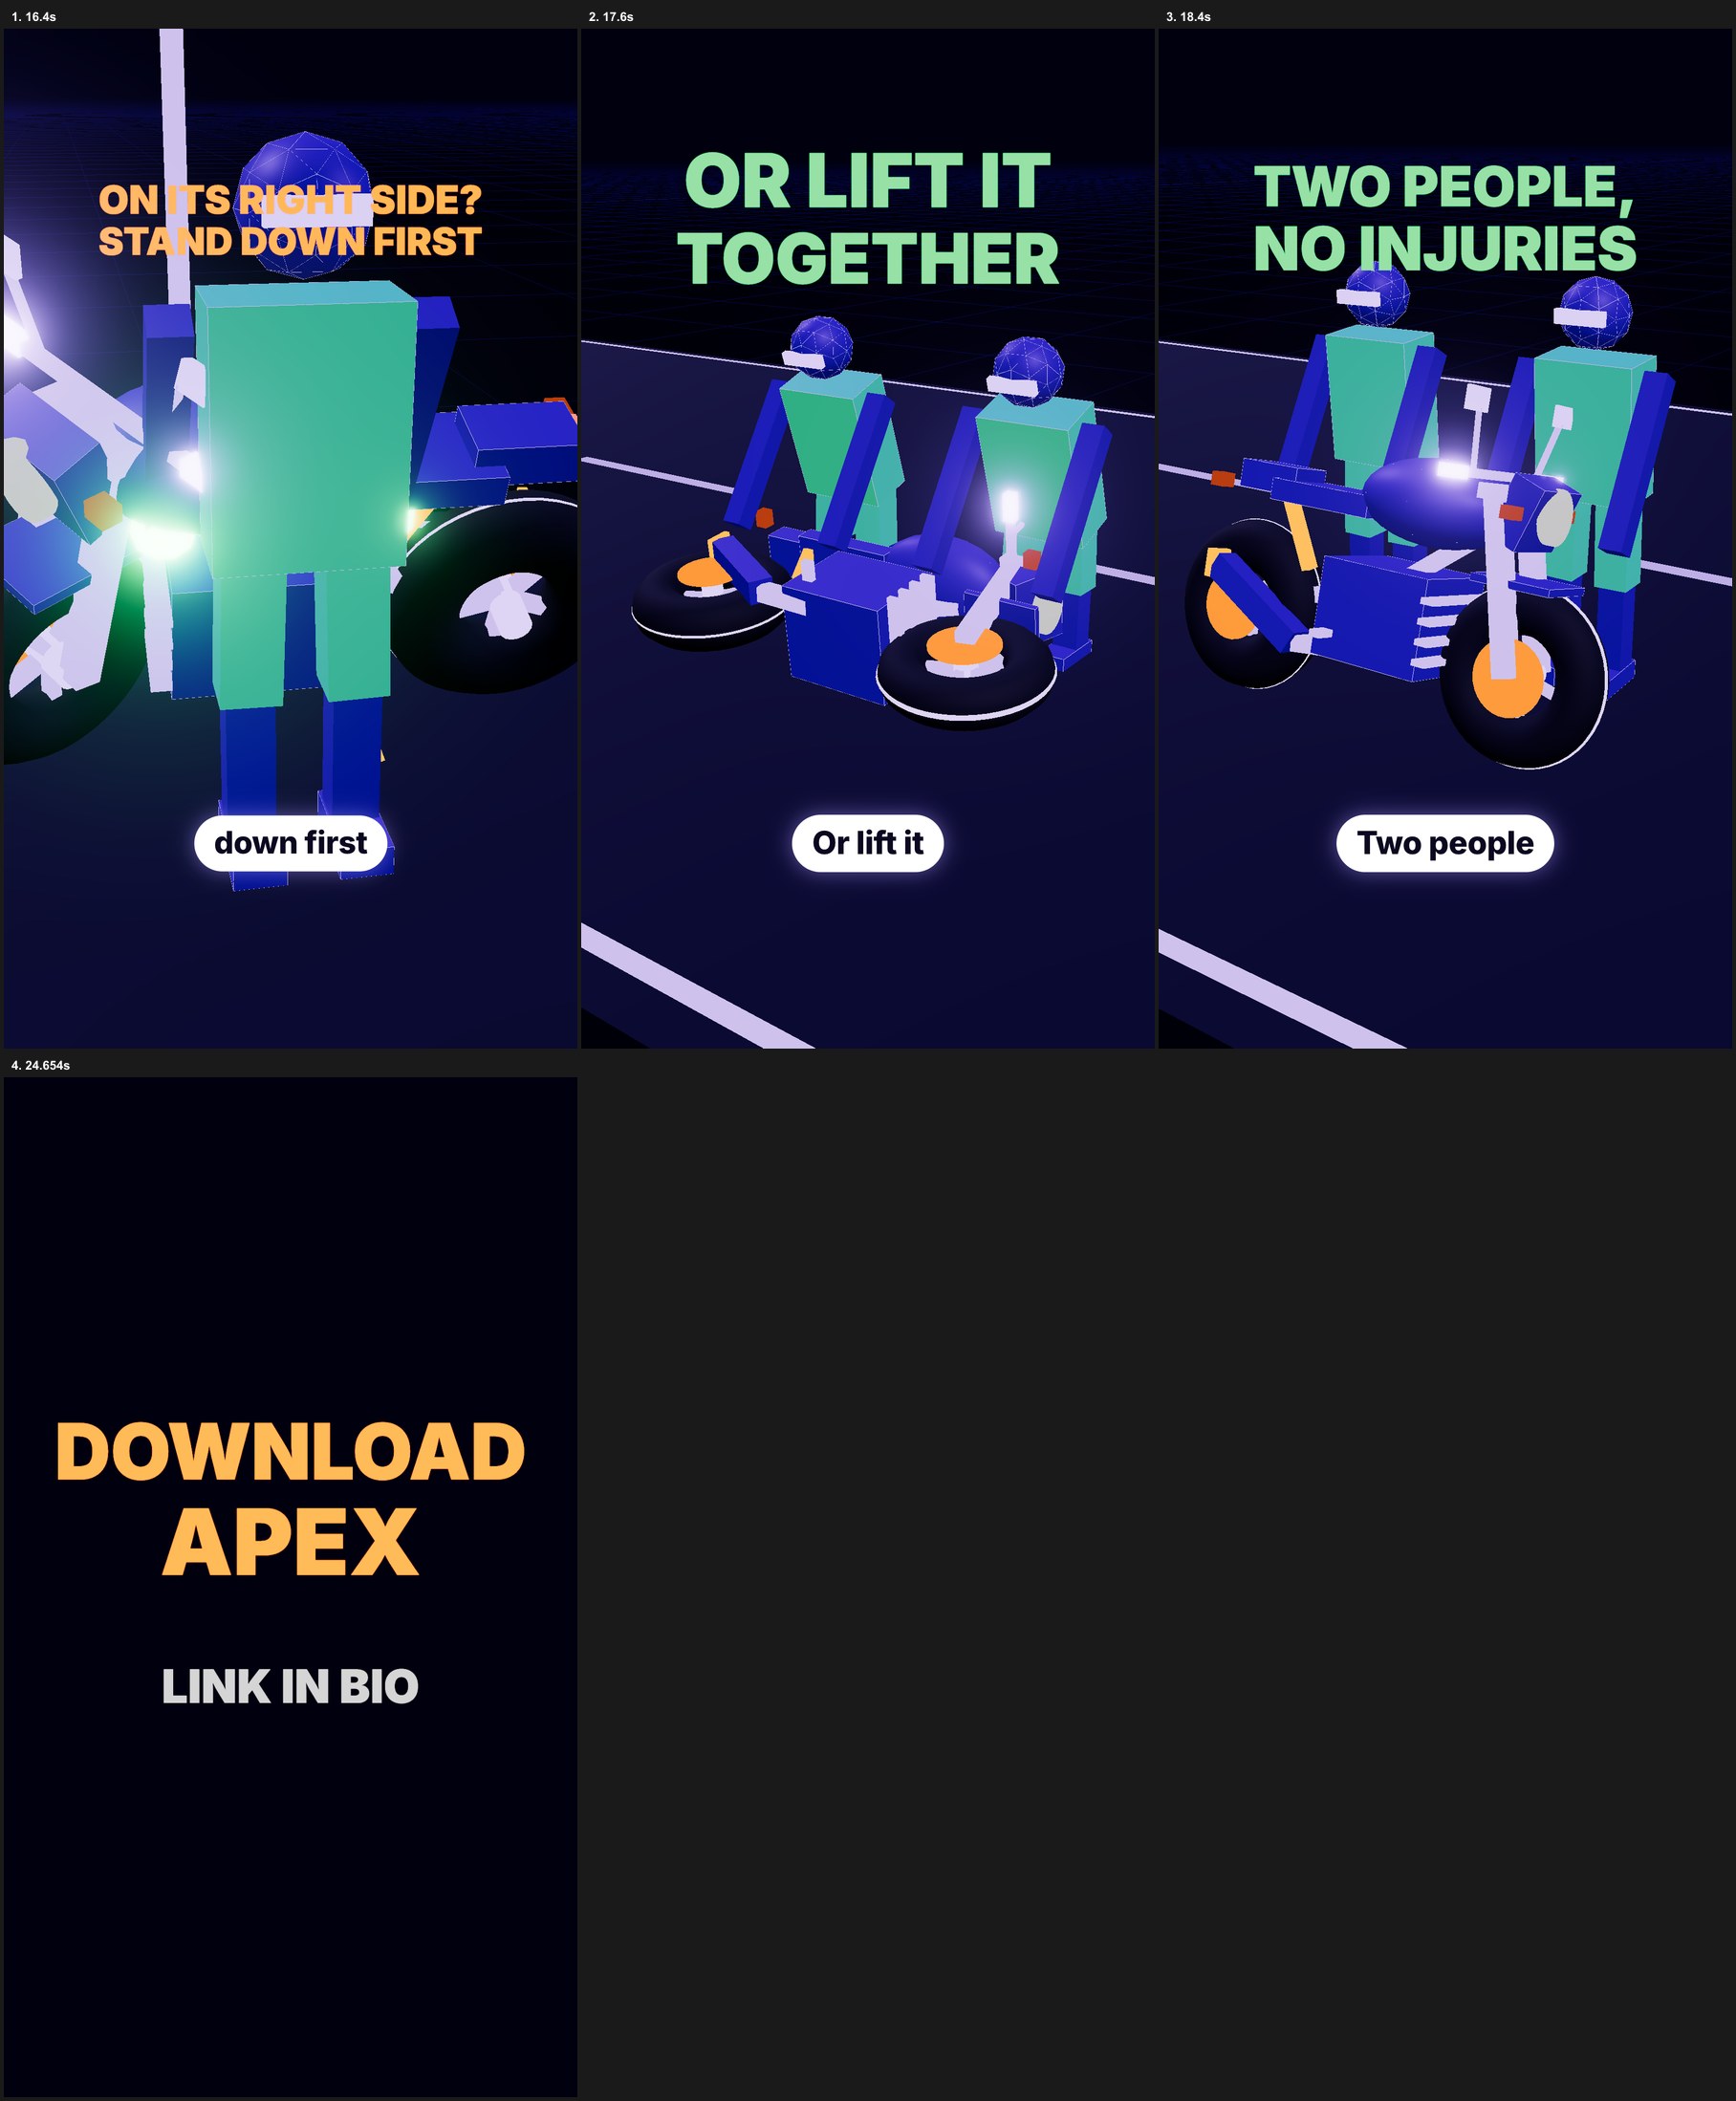 1. 16.4s
ON ITS RIGHT SIDE?
STAND DOWN FIRST
down first
2. 17.6s
OR LIFT IT
TOGETHER
Or lift it
3. 18.4s
TWO PEOPLE,
NO INJURIES
Two people
4. 24.654s
DOWNLOAD
APEX
LINK IN BIO